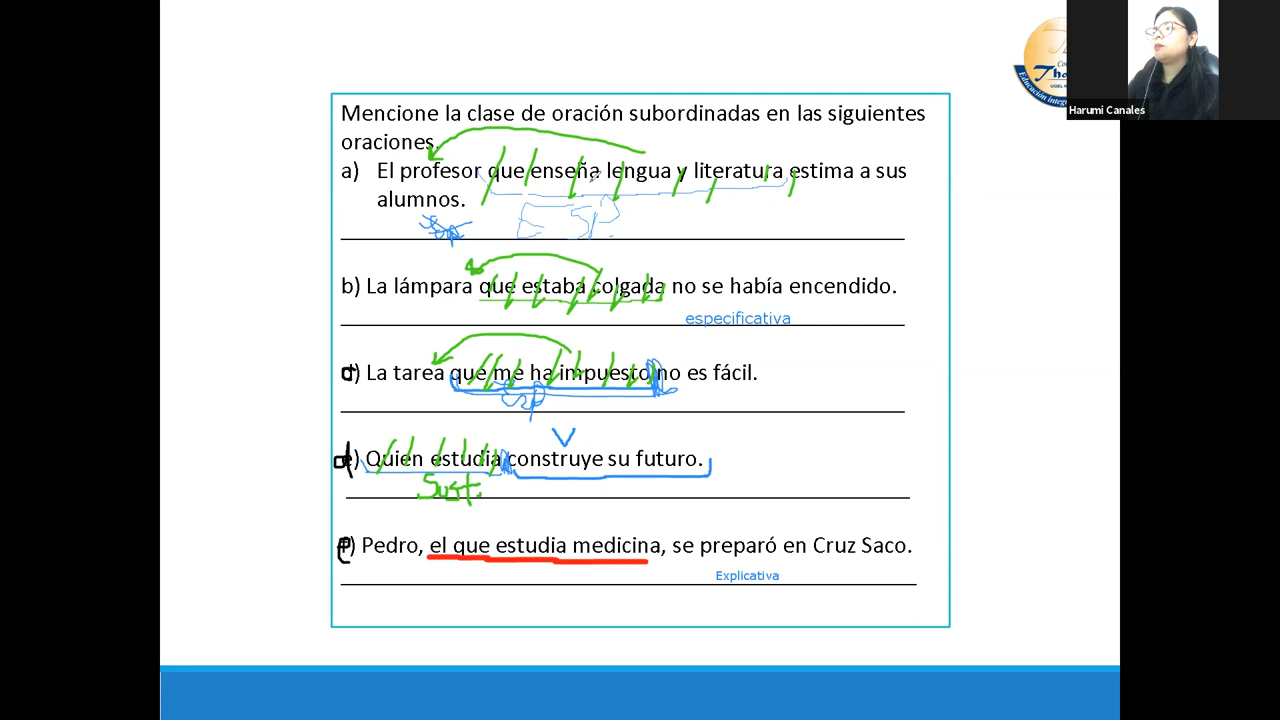 Harumi Canales
Mencione la clase de oración subordinadas en las siguientes
oraciones.
a) El profesor que enseña lengua y literatura estima a sus
alumnos.
Esp
b) La lámpara que estaba colgada no se había encendido.
especificativa
) La tarea que me ha impuesto no es fácil.
Esp
d) Quien estudia construye su futuro.
V
Sust.
) Pedro, el que estudia medicina, se preparó en Cruz Saco.
Explicativa